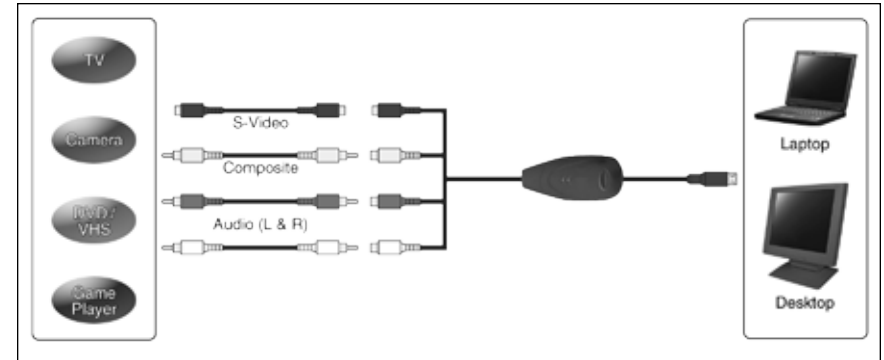 TV
Camera
DVD/
VHS
Game
Player
S-Video
Composite
Audio (L & R)
Laptop
Desktop